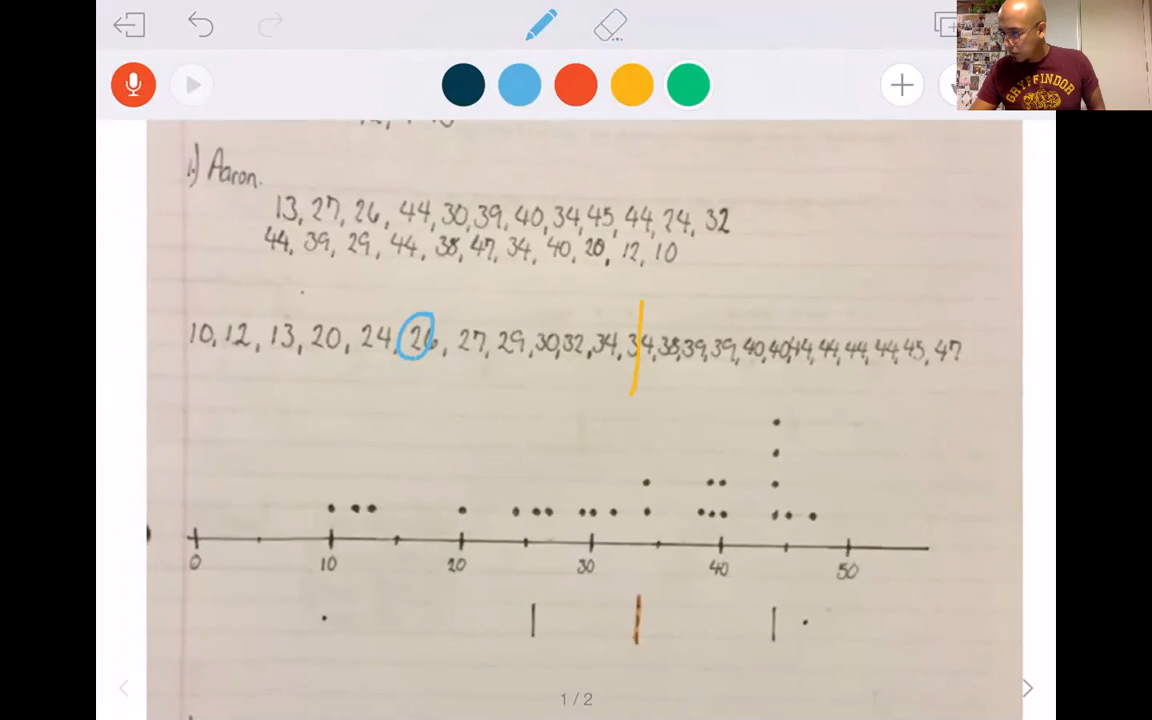 GRYFFINDOR
1.) Aaron.
13, 27, 26, 44, 30, 39, 40, 34, 45, 44, 24, 32
44, 39, 29, 44, 38, 47, 34, 40, 20, 12, 10
10, 12, 13, 20, 24, 26, 27, 29, 30, 32, 34, 34, 38, 39, 39, 40, 40, 44, 44, 44, 44, 45, 47
0 10 20 30 40 50
1 / 2